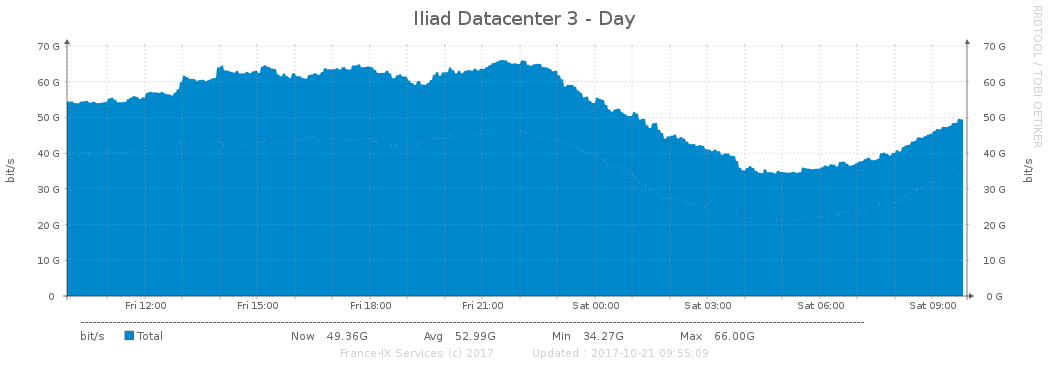 Iliad Datacenter 3 - Day
RRDTOOL / TOBI OETIKER
70 G 70 G
60 G 60 G
50 G 50 G
40 G 40 G
30 G 30 G
20 G 20 G
10 G 10 G
0 0 G
bit/s bit/s
Fri 12:00 Fri 15:00 Fri 18:00 Fri 21:00 Sat 00:00 Sat 03:00 Sat 06:00 Sat 09:00
bit/s Total Now 49.36G Avg 52.99G Min 34.27G Max 66.00G
France-IX Services (c) 2017 Updated : 2017-10-21 09:55:09